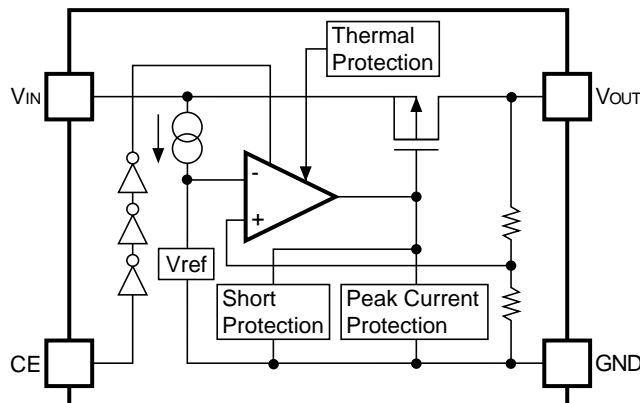 Thermal
Protection
VIN
VOUT
-
+
Vref
Short
Protection
Peak Current
Protection
CE
GND